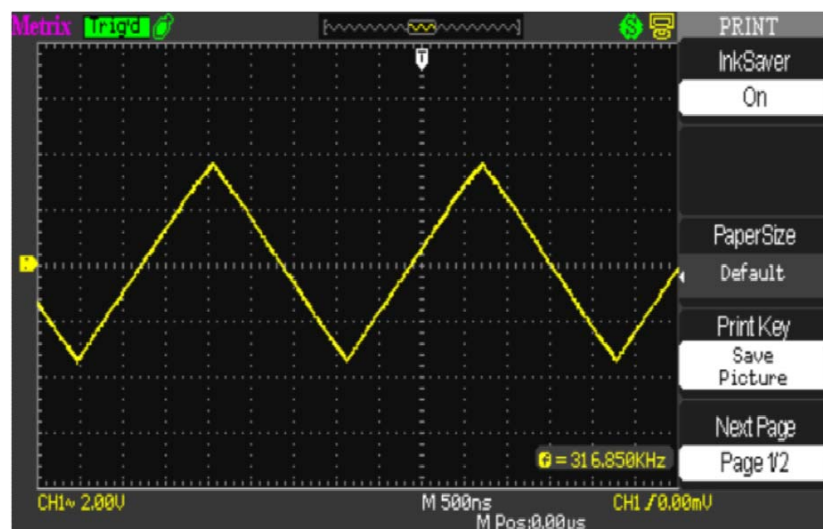 Metrix Trig'd
T
S
PRINT
InkSaver
On
PaperSize
Default
Print Key
Save
Picture
Next Page
Page 1/2
f = 316.850KHz
CH1~ 2.00V
M 500ns
CH1 / 0.00mV
M Pos:0.00µs